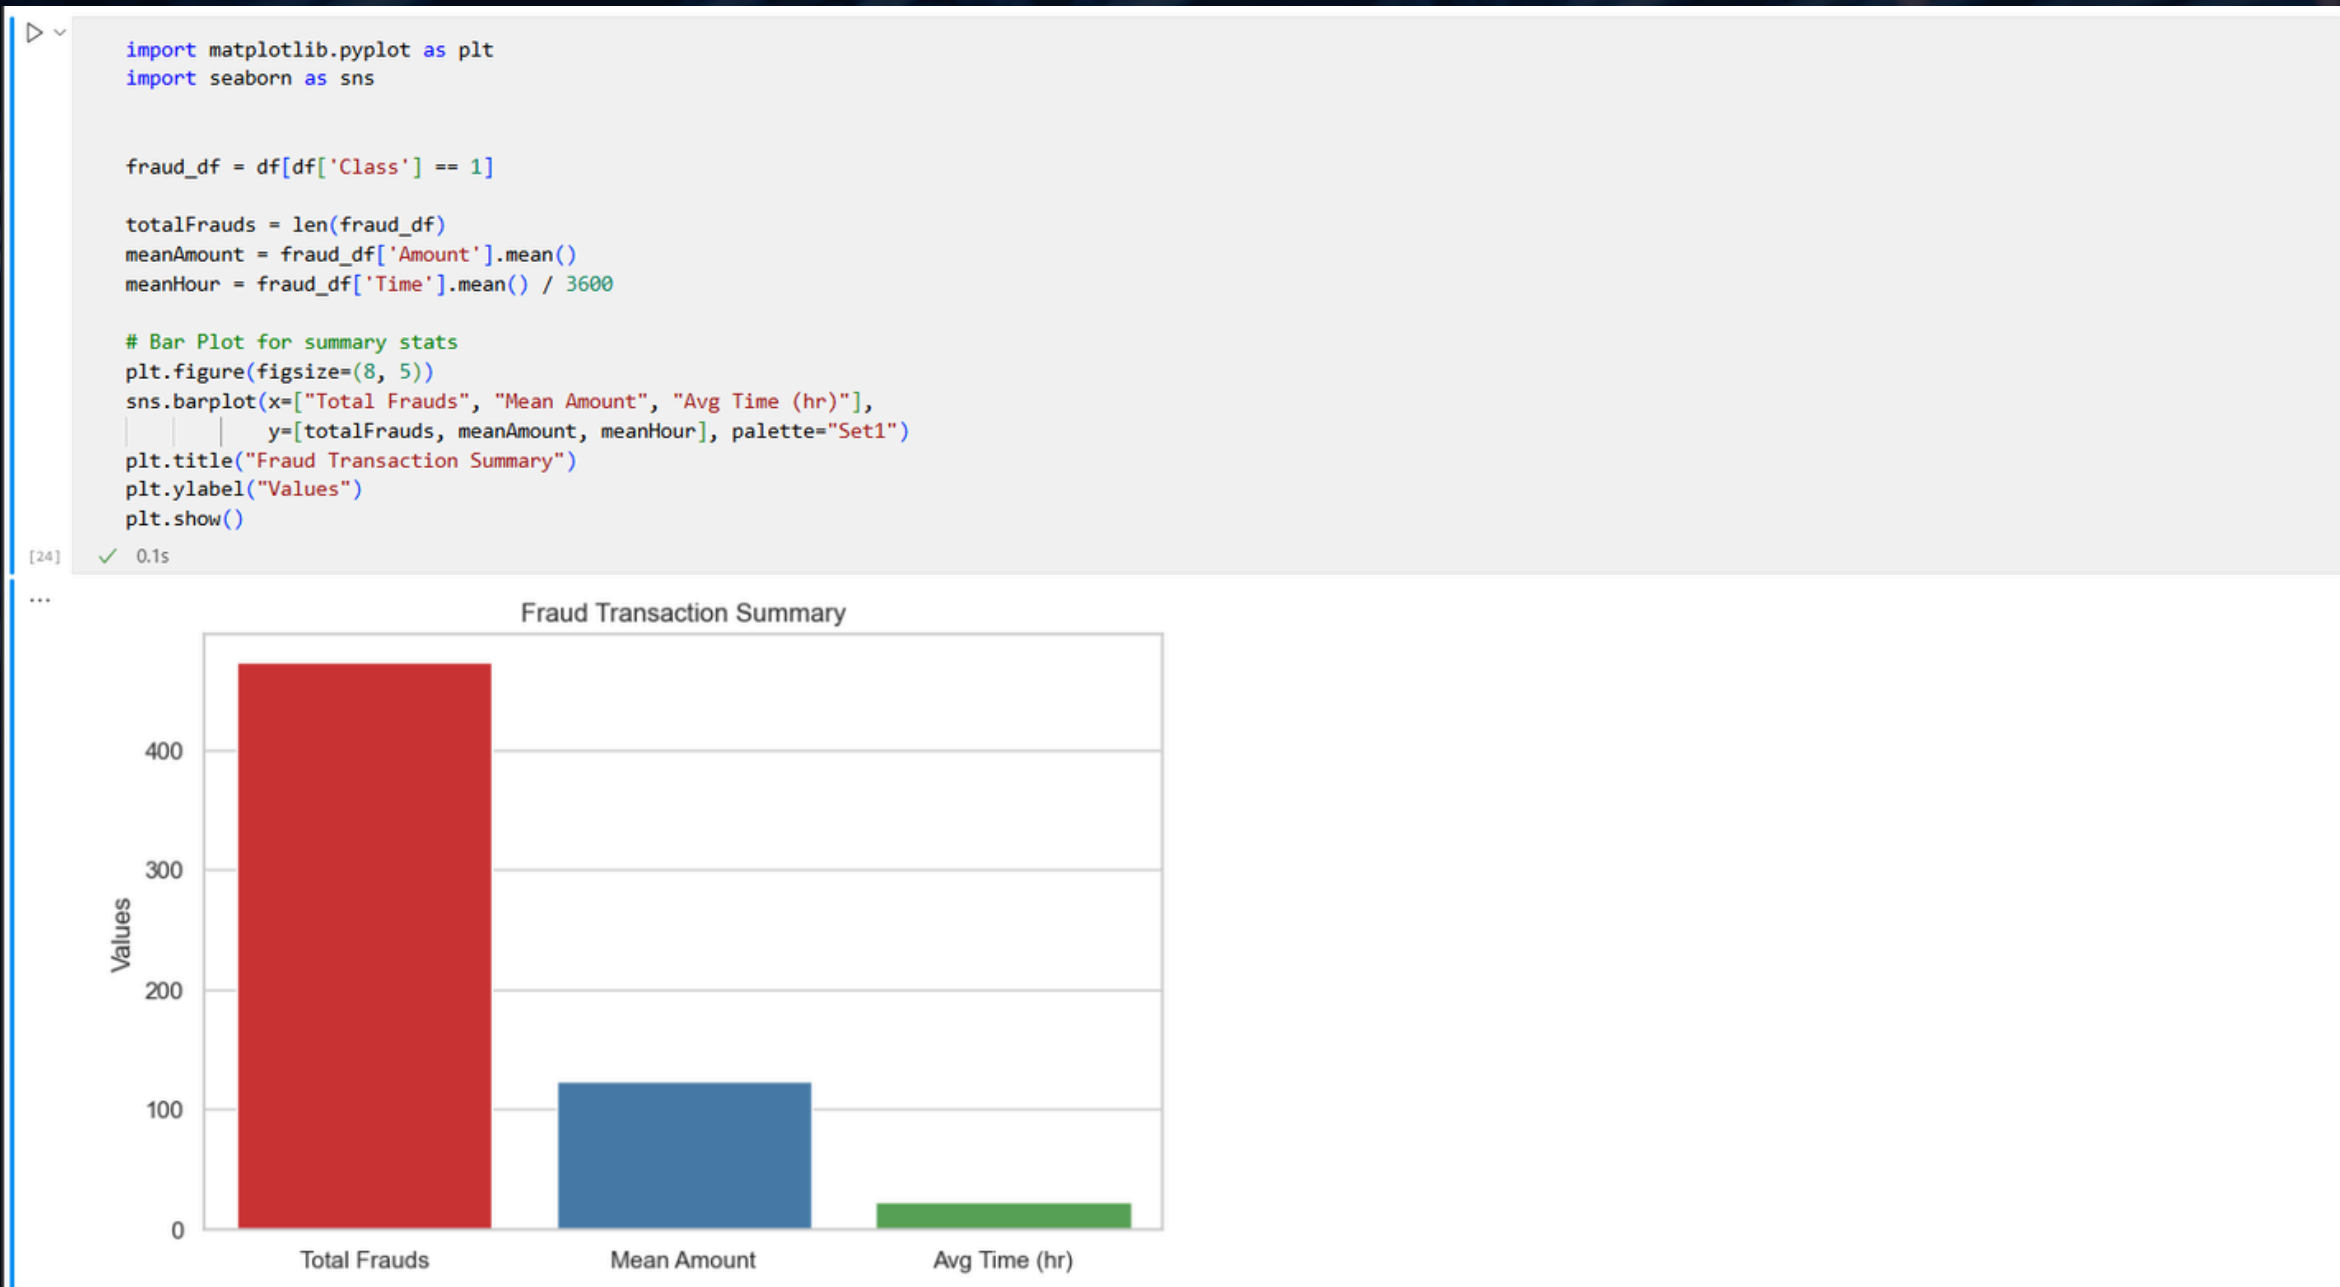 import matplotlib.pyplot as plt
import seaborn as sns
fraud_df = df[df['Class'] == 1]
totalFrauds = len(fraud_df)
meanAmount = fraud_df['Amount'].mean()
meanHour = fraud_df['Time'].mean() / 3600
# Bar Plot for summary stats
plt.figure(figsize=(8, 5))
sns.barplot(x=["Total Frauds", "Mean Amount", "Avg Time (hr)"],
            y=[totalFrauds, meanAmount, meanHour], palette="Set1")
plt.title("Fraud Transaction Summary")
plt.ylabel("Values")
plt.show()
[24]
0.1s
...
Fraud Transaction Summary
400
300
200
100
0
Values
Total Frauds
Mean Amount
Avg Time (hr)